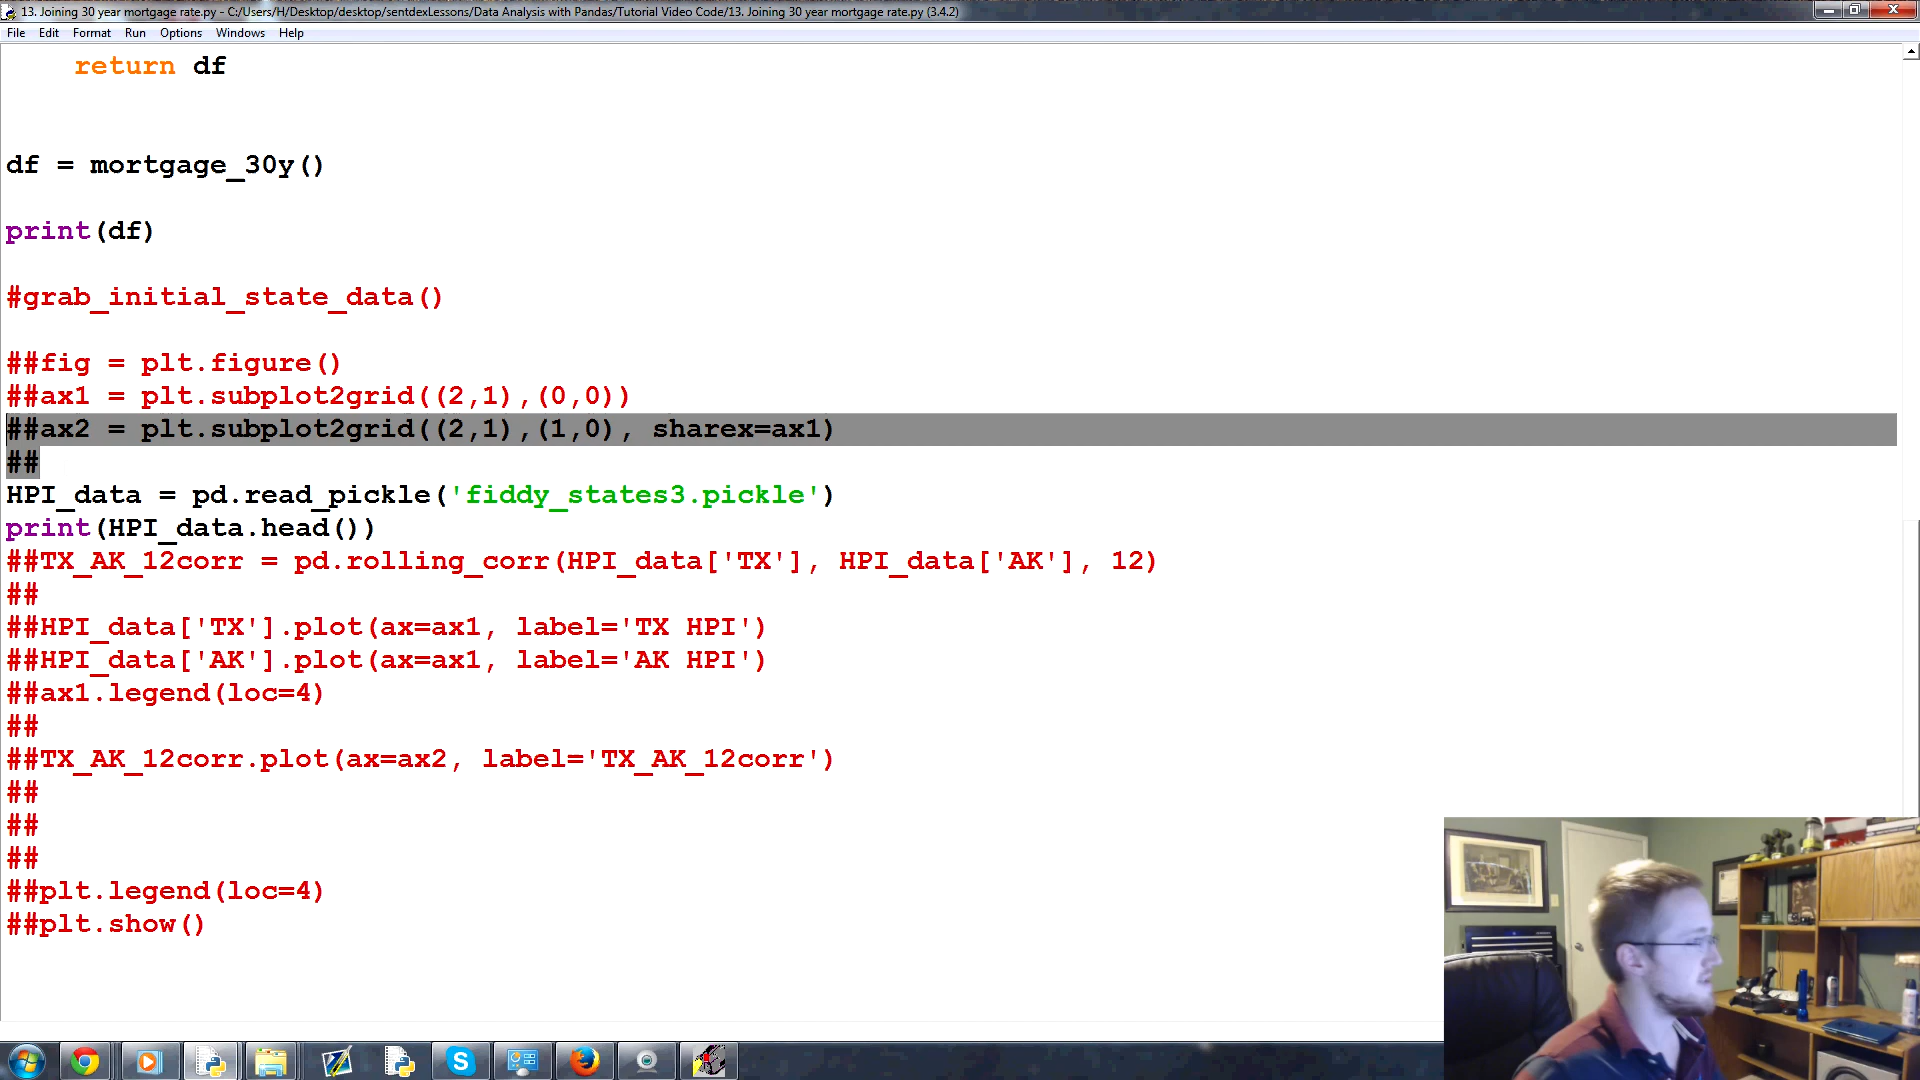 13. Joining 30 year mortgage rate.py - C:/Users/H/Desktop/desktop/sentdexLessons/Data Analysis with Pandas/Tutorial Video Code/13. Joining 30 year mortgage rate.py (3.4.2)
File Edit Format Run Options Windows Help
return df
df = mortgage_30y()
print(df)
#grab_initial_state_data()
##fig = plt.figure()
##ax1 = plt.subplot2grid((2,1),(0,0))
##ax2 = plt.subplot2grid((2,1),(1,0), sharex=ax1)
##
HPI_data = pd.read_pickle('fiddy_states3.pickle')
print(HPI_data.head())
##TX_AK_12corr = pd.rolling_corr(HPI_data['TX'], HPI_data['AK'], 12)
##
##HPI_data['TX'].plot(ax=ax1, label='TX HPI')
##HPI_data['AK'].plot(ax=ax1, label='AK HPI')
##ax1.legend(loc=4)
##
##TX_AK_12corr.plot(ax=ax2, label='TX_AK_12corr')
##
##
##
##plt.legend(loc=4)
##plt.show()